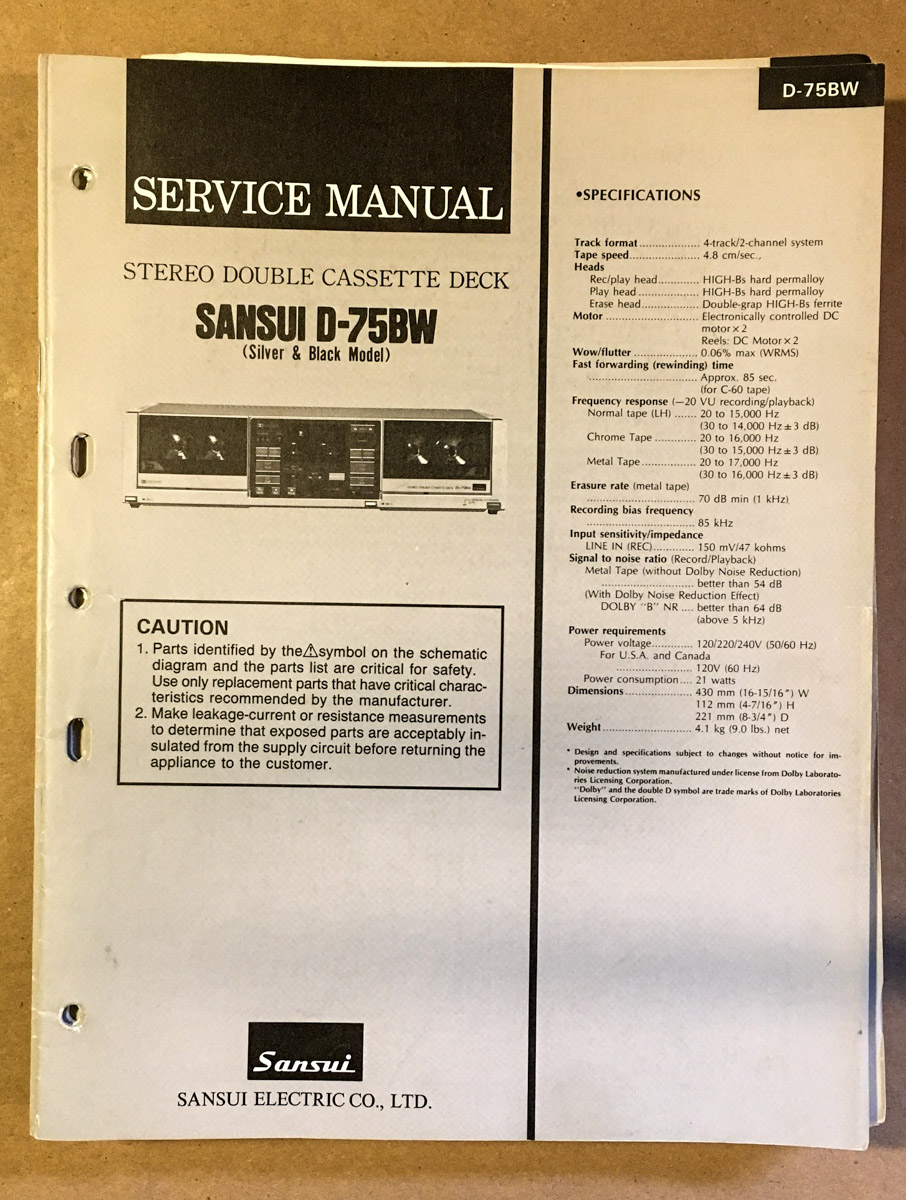 SERVICE MANUAL
STEREO DOUBLE CASSETTE DECK
SANSUI D-75BW
(Silver & Black Model)
CAUTION
1. Parts identified by the⚠symbol on the schematic
diagram and the parts list are critical for safety.
Use only replacement parts that have critical charac-
teristics recommended by the manufacturer.
2. Make leakage-current or resistance measurements
to determine that exposed parts are acceptably in-
sulated from the supply circuit before returning the
appliance to the customer.
Sansui
SANSUI ELECTRIC CO., LTD.
D-75BW
•SPECIFICATIONS
Track format.................... 4-track/2-channel system
Tape speed....................... 4.8 cm/sec.,
Heads
Rec/play head............. HIGH-Bs hard permalloy
Play head .................... HIGH-Bs hard permalloy
Erase head................... Double-grap HIGH-Bs ferrite
Motor ............................... Electronically controlled DC
motor×2
Reels: DC Motor×2
Wow/flutter ..................... 0.06% max (WRMS)
Fast forwarding (rewinding) time
.................................... Approx. 85 sec.
(for C-60 tape)
Frequency response (−20 VU recording/playback)
Normal tape (LH) ....... 20 to 15,000 Hz
(30 to 14,000 Hz±3 dB)
Chrome Tape ............. 20 to 16,000 Hz
(30 to 15,000 Hz±3 dB)
Metal Tape.................. 20 to 17,000 Hz
(30 to 16,000 Hz±3 dB)
Erasure rate (metal tape)
.................................... 70 dB min (1 kHz)
Recording bias frequency
.................................... 85 kHz
Input sensitivity/impedance
LINE IN (REC)............. 150 mV/47 kohms
Signal to noise ratio (Record/Playback)
Metal Tape (without Dolby Noise Reduction)
.............................. better than 54 dB
(With Dolby Noise Reduction Effect)
DOLBY "B" NR .... better than 64 dB
(above 5 kHz)
Power requirements
Power voltage.............. 120/220/240V (50/60 Hz)
For U.S.A. and Canada
......................... 120V (60 Hz)
Power consumption.... 21 watts
Dimensions...................... 430 mm (16-15/16") W
112 mm (4-7/16") H
221 mm (8-3/4") D
Weight............................. 4.1 kg (9.0 lbs.) net
* Design and specifications subject to changes without notice for im-
provements.
* Noise reduction system manufactured under license from Dolby Laborato-
ries Licensing Corporation.
"Dolby" and the double D symbol are trade marks of Dolby Laboratories
Licensing Corporation.